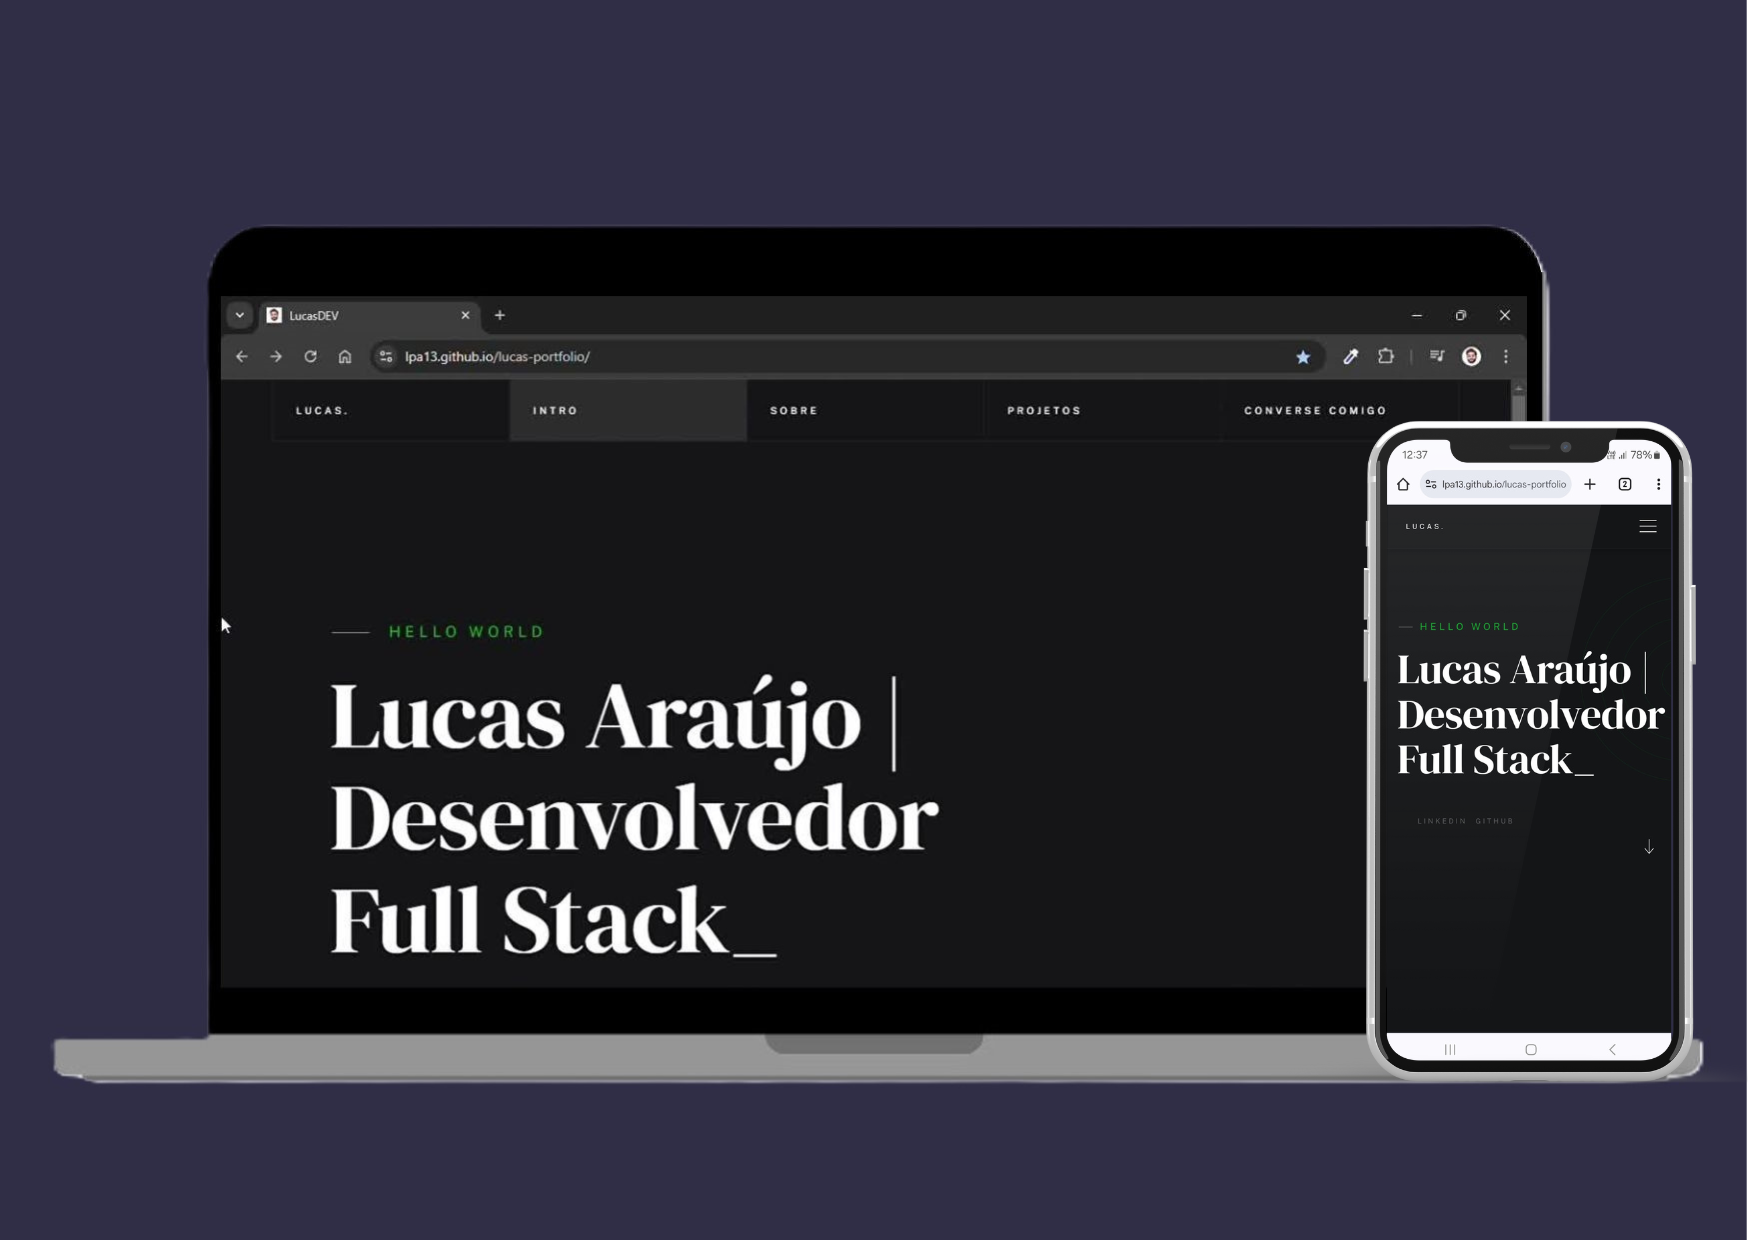 LucasDEV
lpa13.github.io/lucas-portfolio/
LUCAS. INTRO SOBRE PROJETOS CONVERSE COMIGO
HELLO WORLD
Lucas Araújo |
Desenvolvedor
Full Stack_
12:37 78%
lpa13.github.io/lucas-portfolio 2
LUCAS.
HELLO WORLD
Lucas Araújo |
Desenvolvedor
Full Stack_
LINKEDIN GITHUB